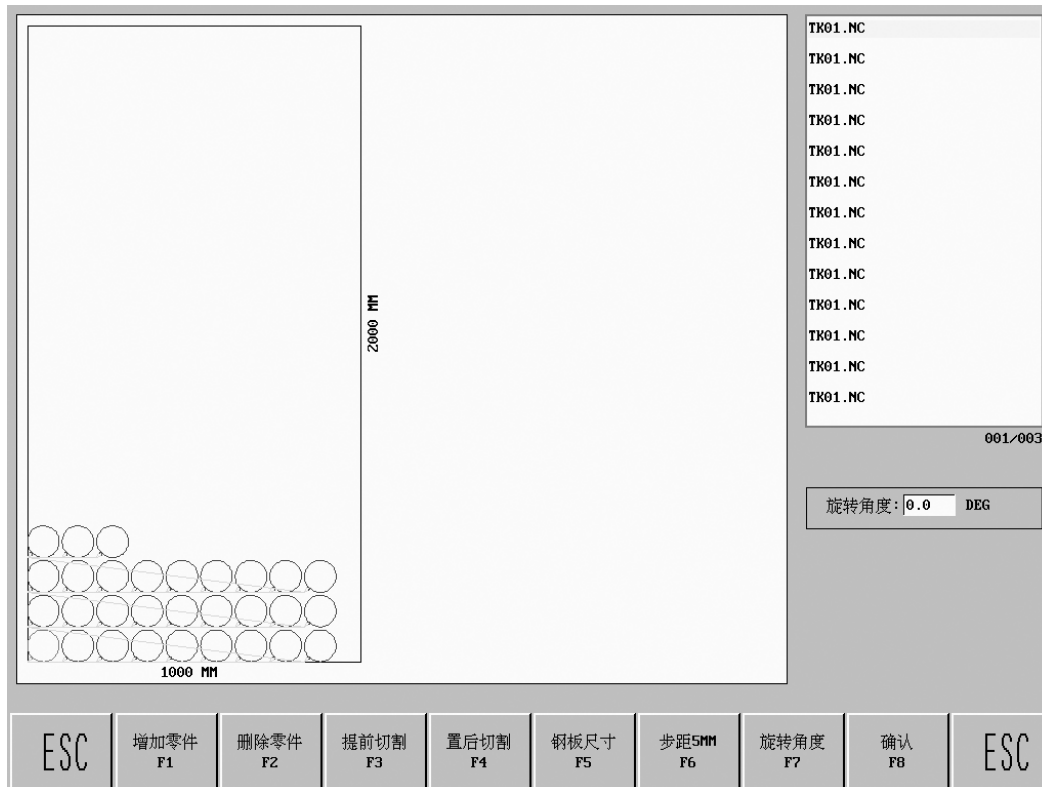 TK01.NC
TK01.NC
TK01.NC
TK01.NC
TK01.NC
TK01.NC
TK01.NC
TK01.NC
TK01.NC
TK01.NC
TK01.NC
TK01.NC
TK01.NC
001/003
2000 MM
旋转角度:0.0 DEG
1000 MM
ESC
增加零件
F1
删除零件
F2
提前切割
F3
置后切割
F4
钢板尺寸
F5
步距5MM
F6
旋转角度
F7
确认
F8
ESC